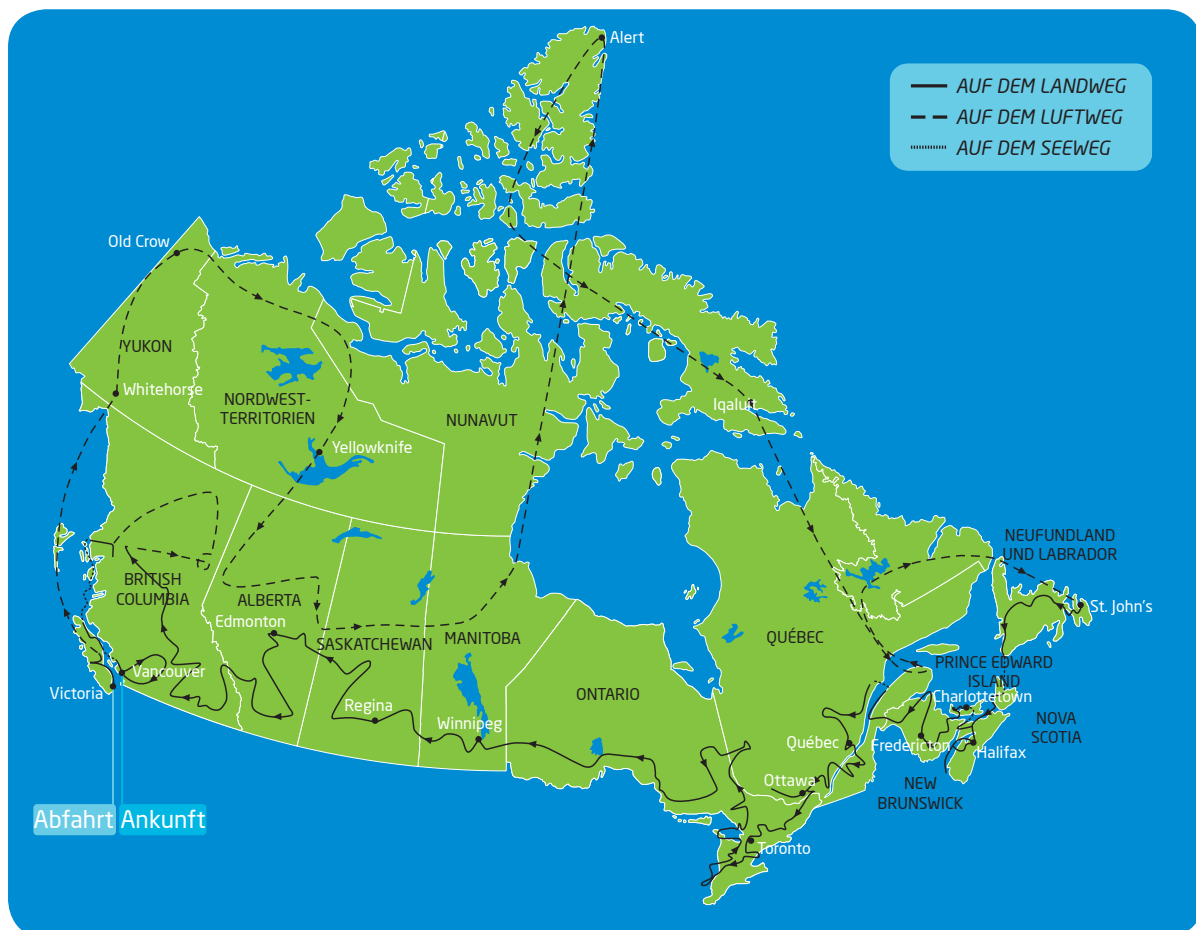 Alert
AUF DEM LANDWEG
AUF DEM LUFTWEG
AUF DEM SEEWEG
Old Crow
YUKON
Whitehorse
NORDWEST-
TERRITORIEN
NUNAVUT
Iqaluit
Yellowknife
BRITISH
COLUMBIA
ALBERTA
Edmonton
SASKATCHEWAN
MANITOBA
NEUFUNDLAND
UND LABRADOR
St. John's
QUÉBEC
ONTARIO
PRINCE EDWARD
ISLAND
Charlottetown
Vancouver
Victoria
Regina
Winnipeg
Québec
Fredericton
Halifax
NOVA
SCOTIA
NEW
BRUNSWICK
Ottawa
Toronto
Abfahrt
Ankunft